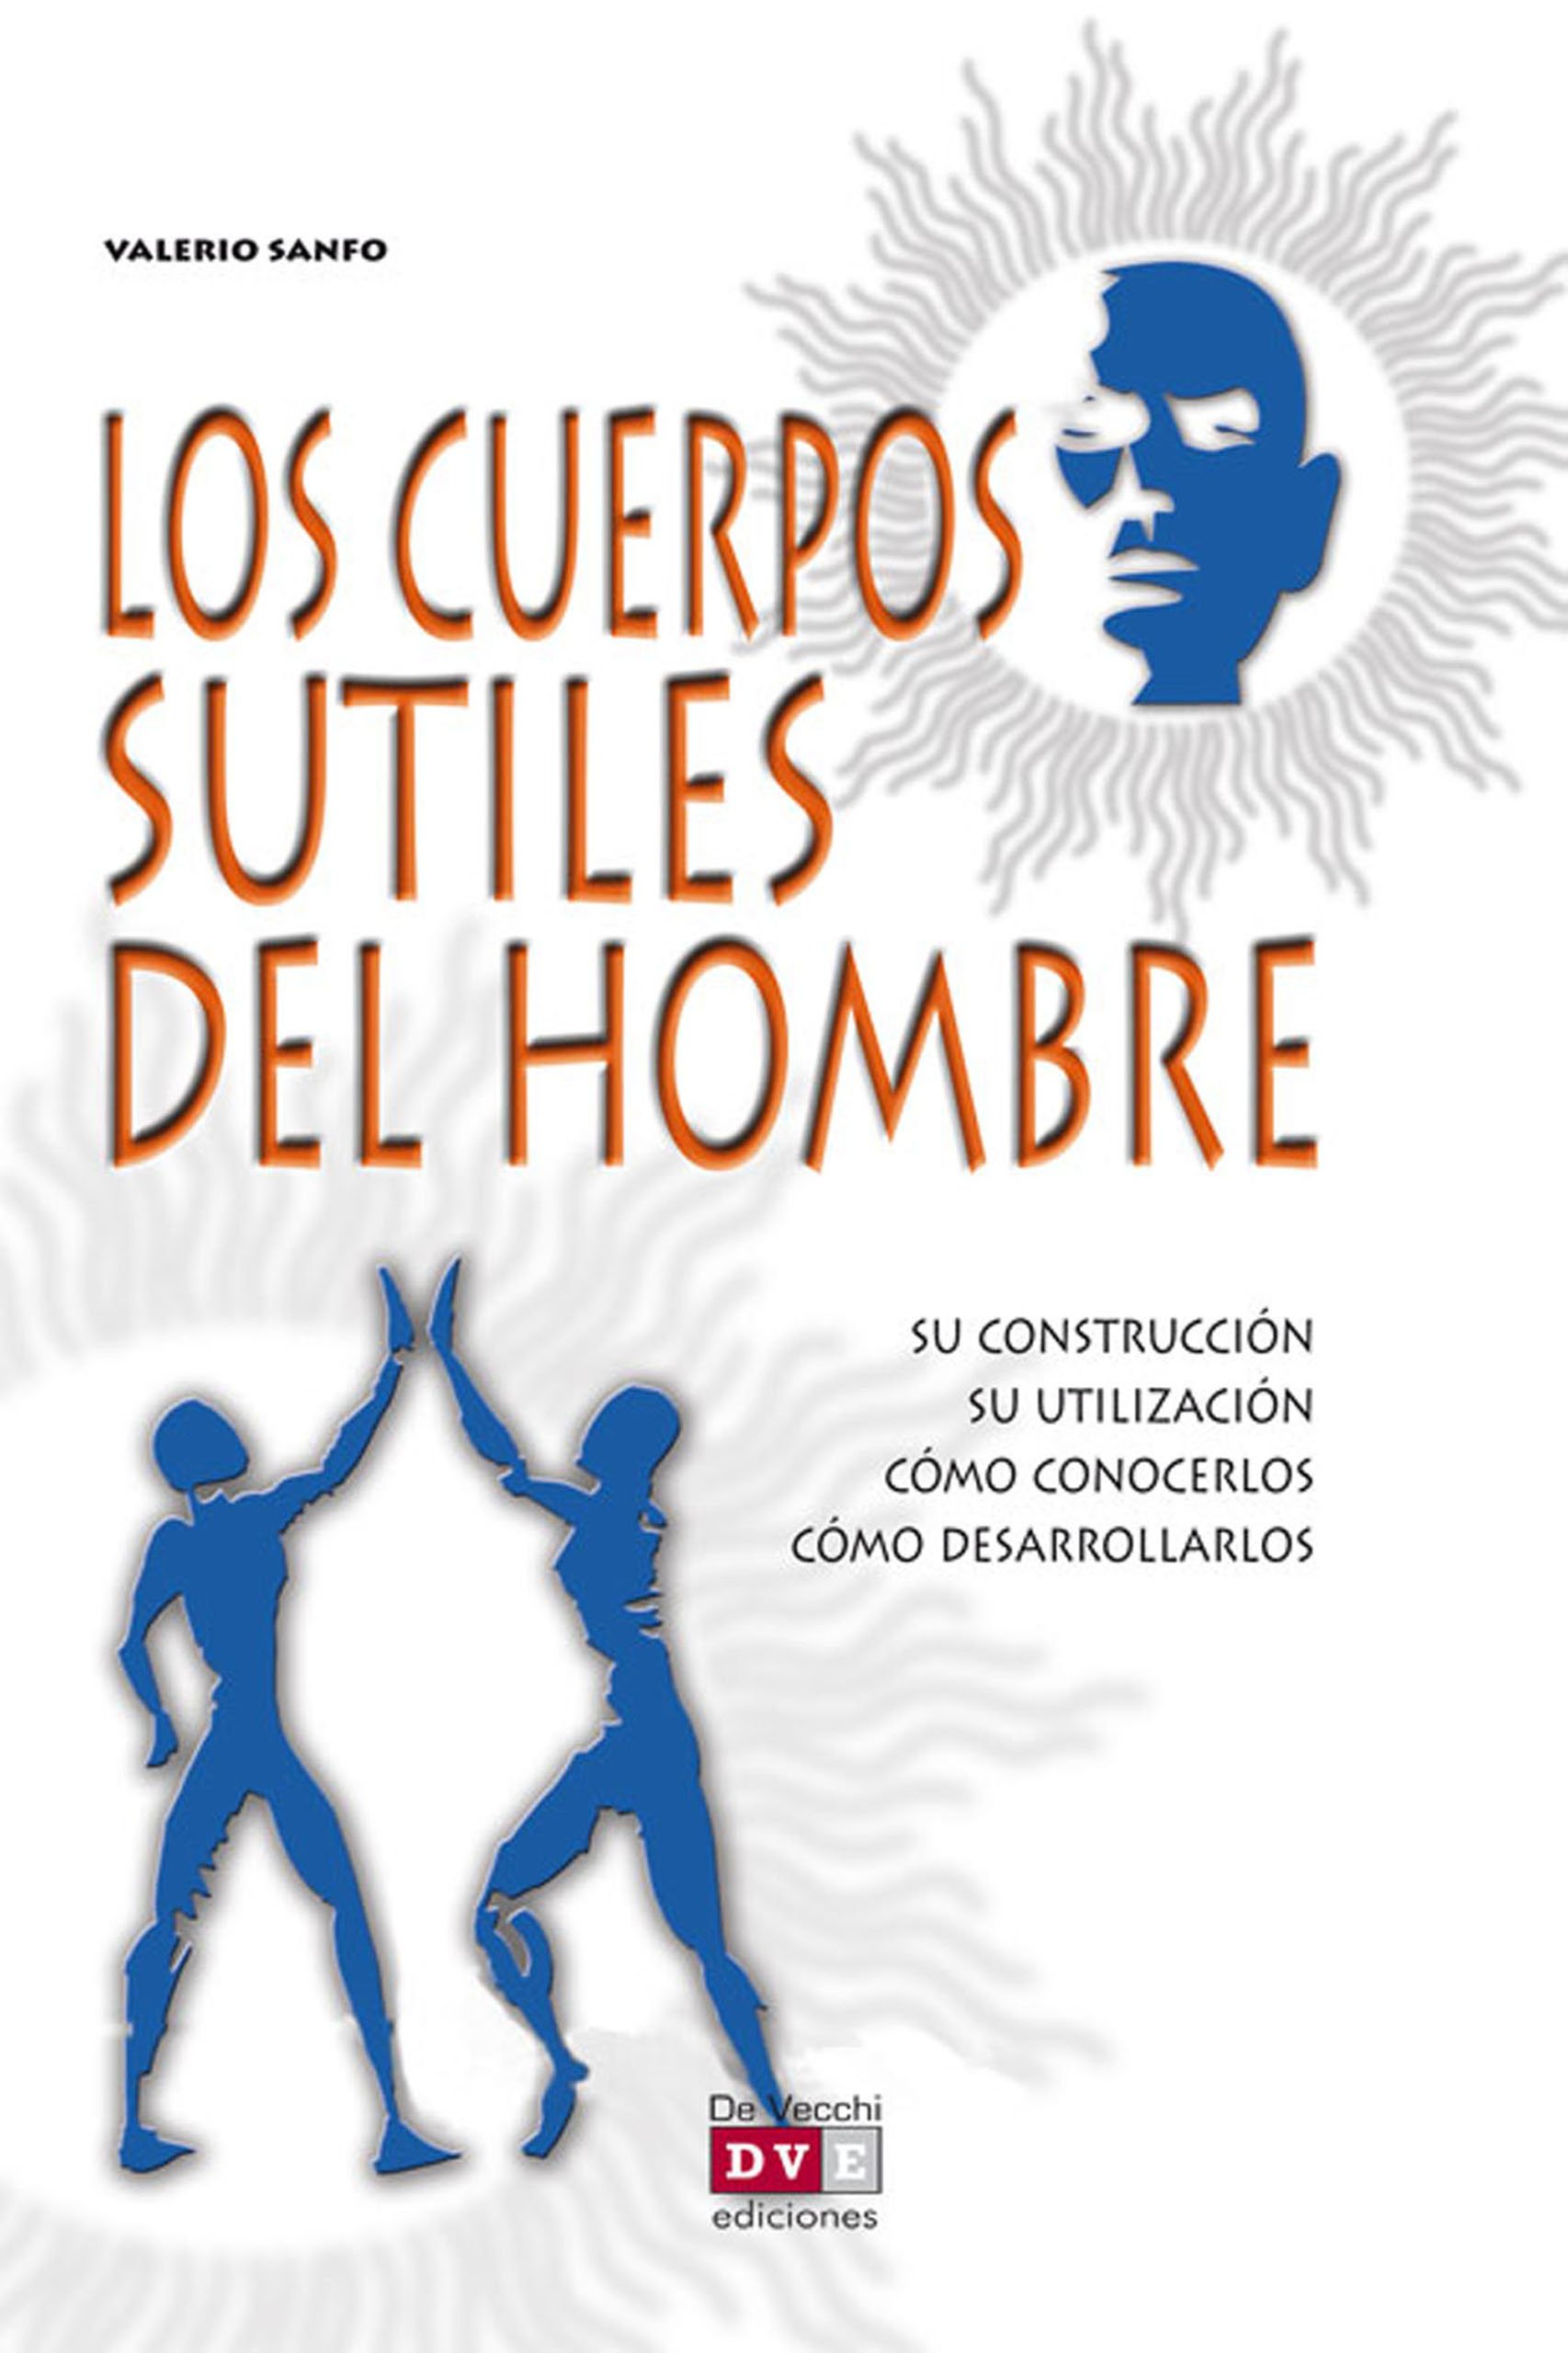 VALERIO SANFO
LOS CUERPOS
SUTILES
DEL HOMBRE
SU CONSTRUCCIÓN
SU UTILIZACIÓN
CÓMO CONOCERLOS
CÓMO DESARROLLARLOS
De Vecchi
DVE
ediciones